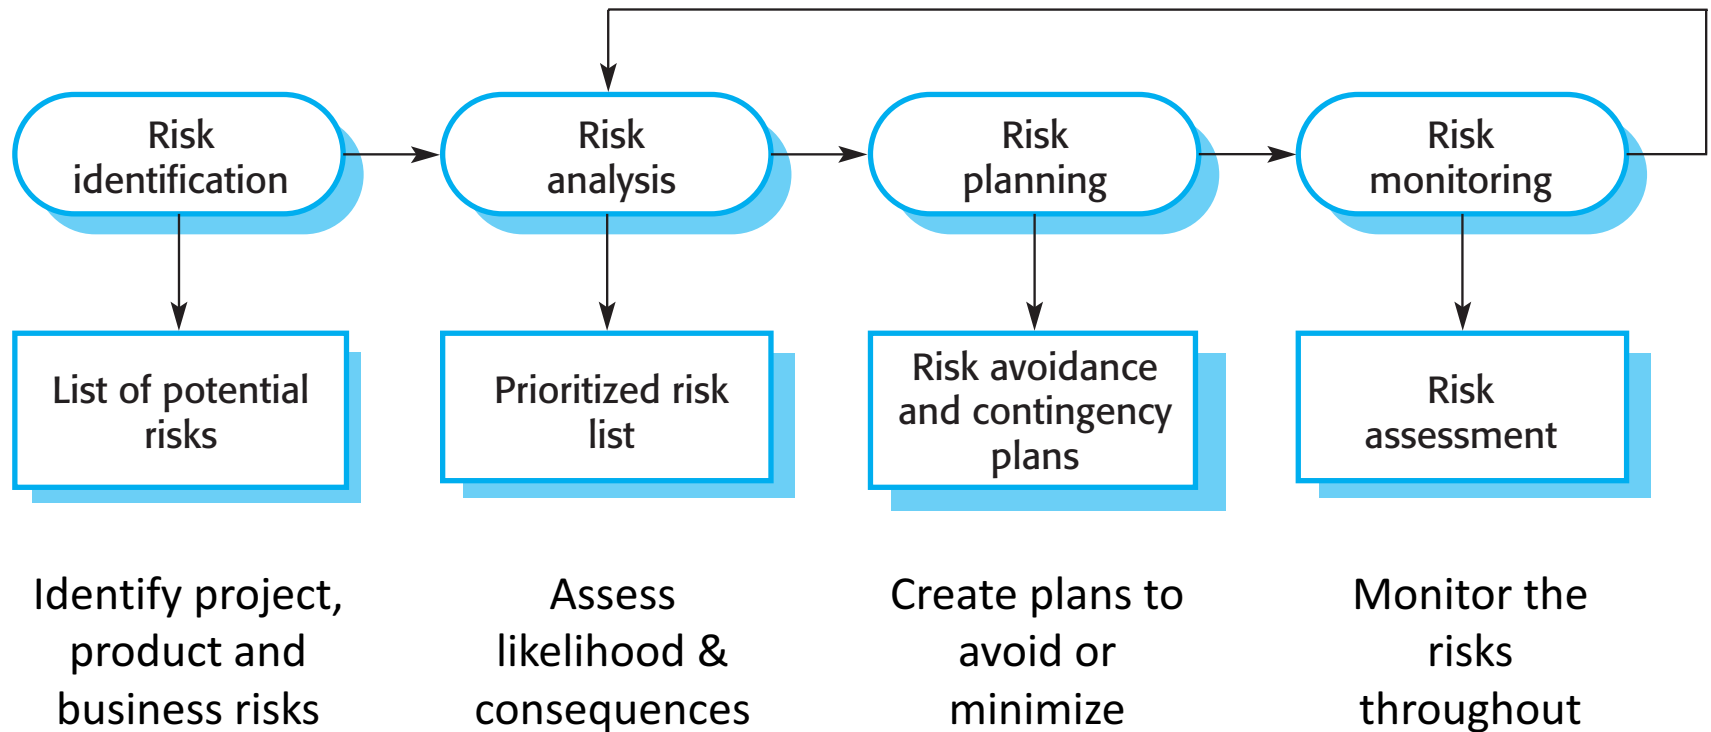 Risk
identification
Risk
analysis
Risk
planning
Risk
monitoring
List of potential
risks
Prioritized risk
list
Risk avoidance
and contingency
plans
Risk
assessment
Identify project,
product and
business risks
Assess
likelihood &
consequences
Create plans to
avoid or
minimize
Monitor the
risks
throughout